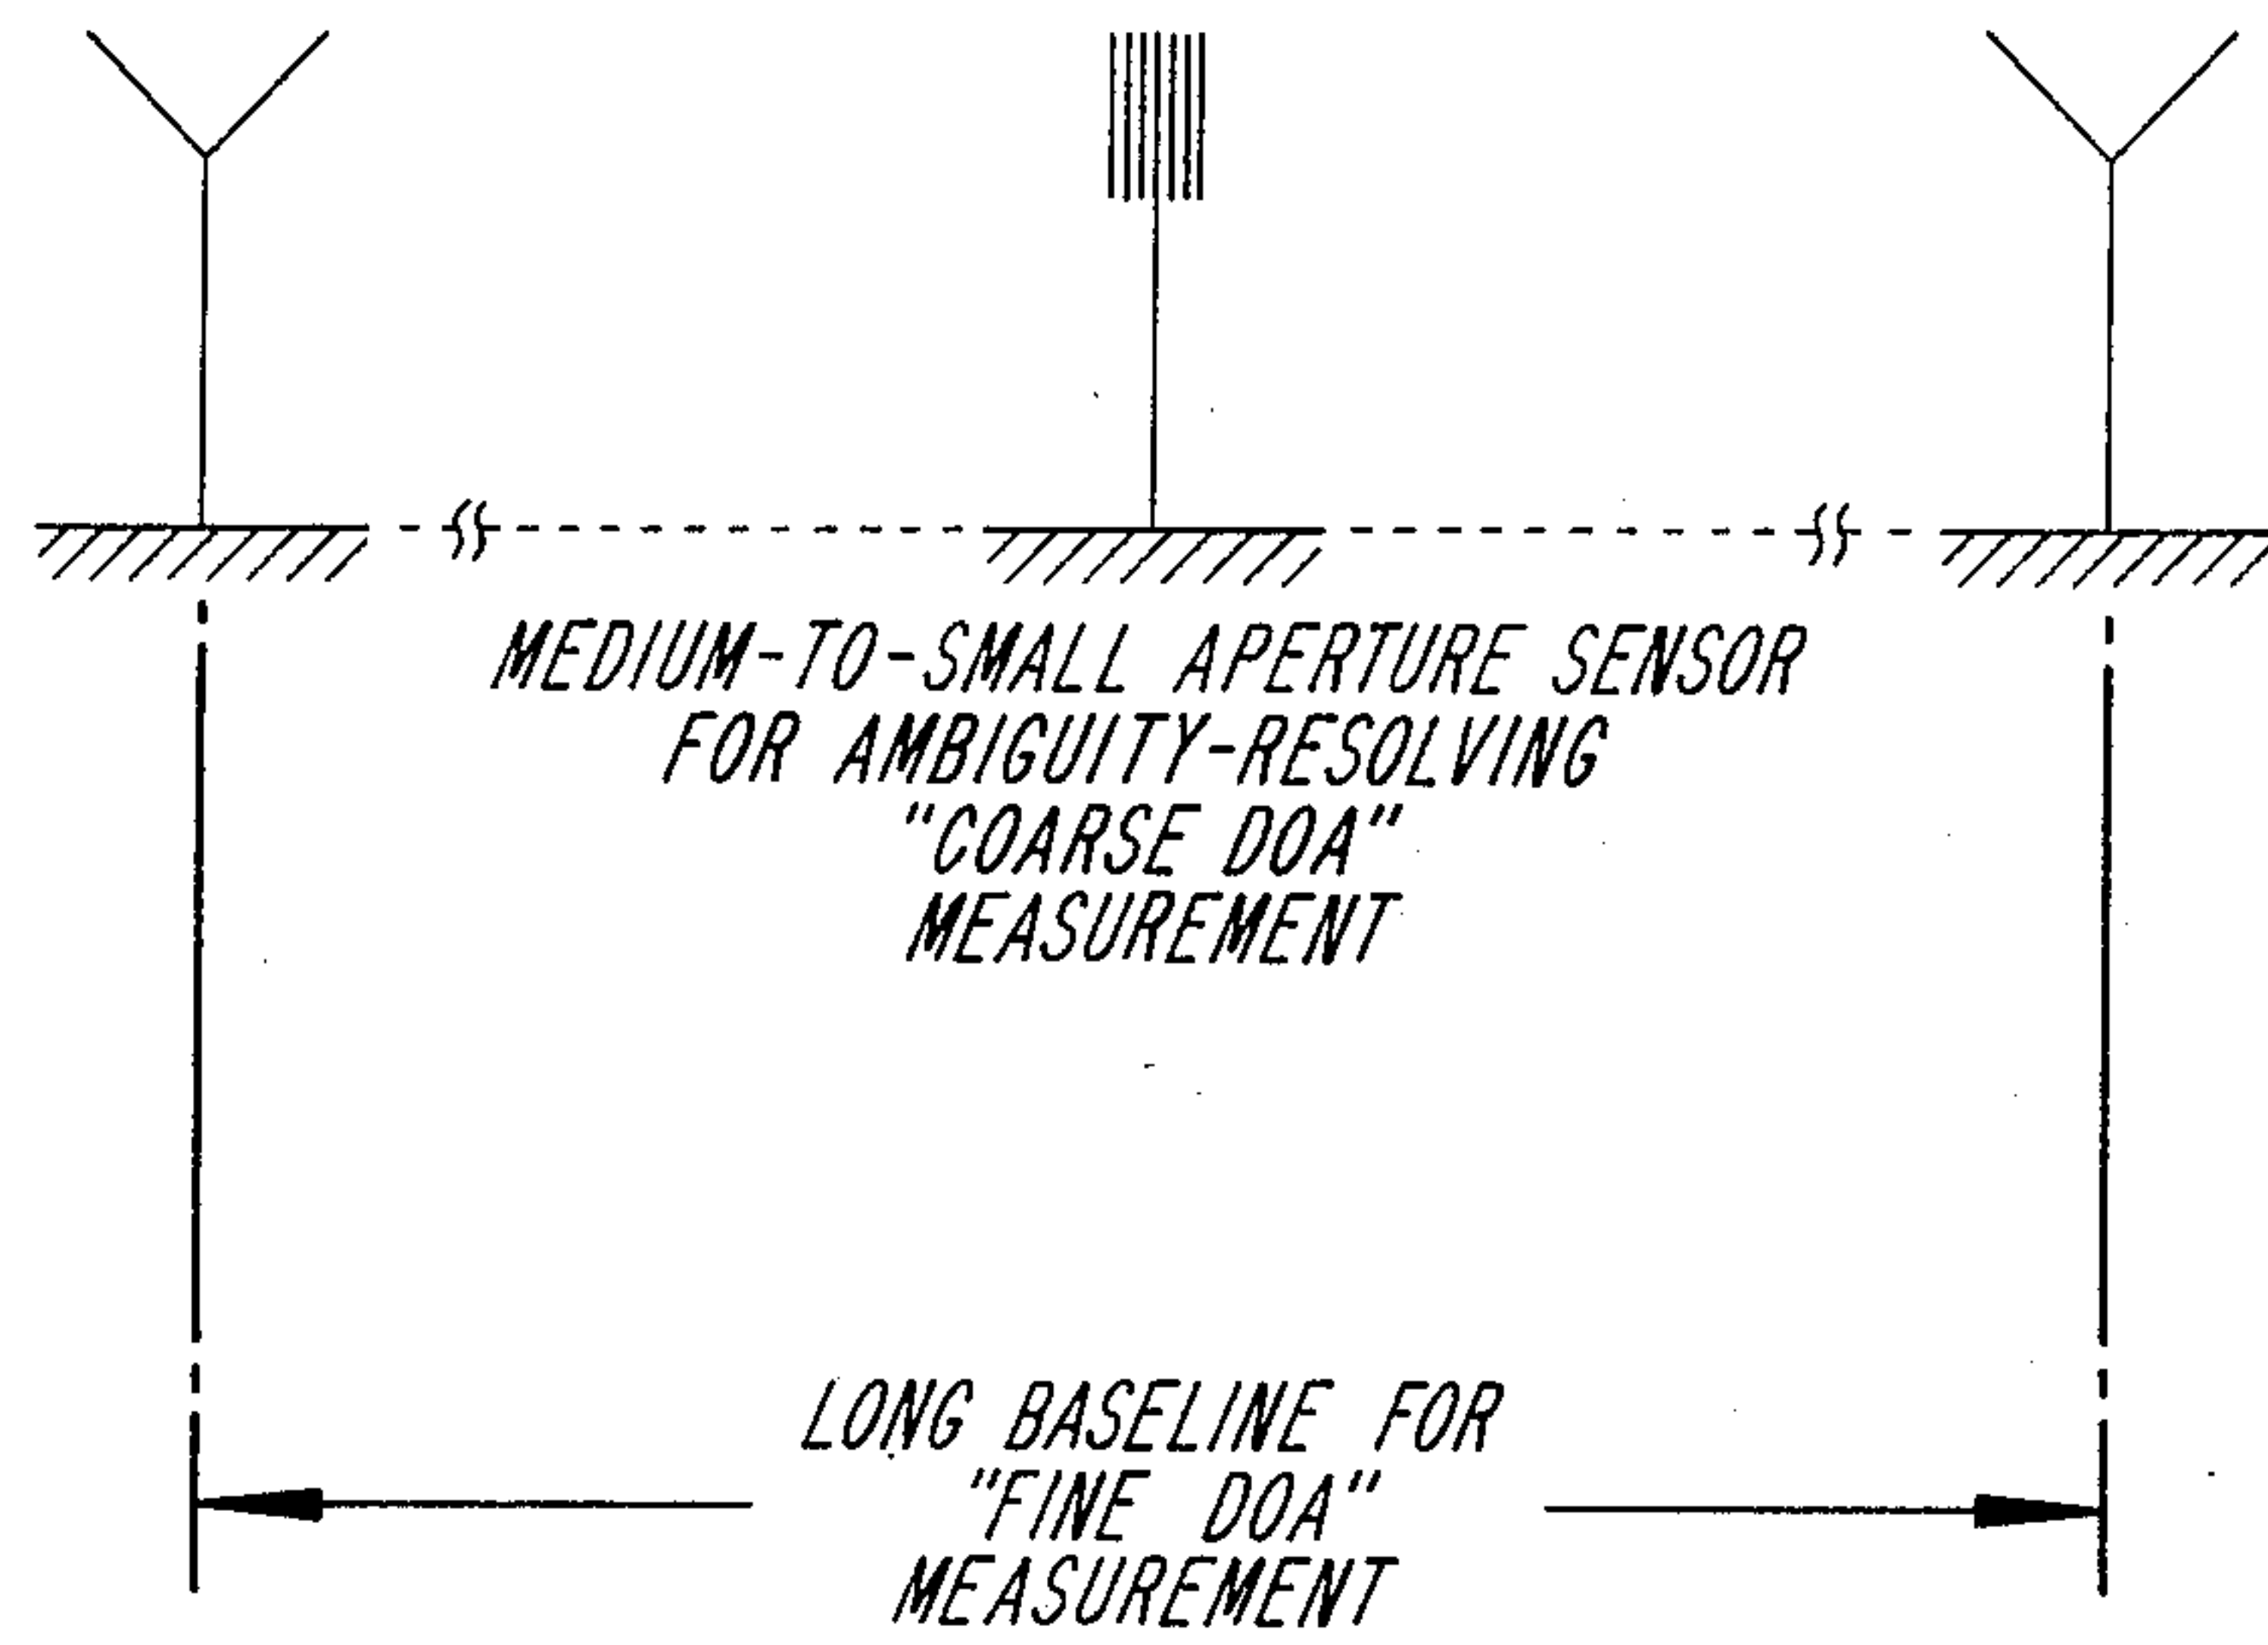 MEDIUM-TO-SMALL APERTURE SENSOR
FOR AMBIGUITY-RESOLVING
"COARSE DOA"
MEASUREMENT
LONG BASELINE FOR
"FINE DOA"
MEASUREMENT